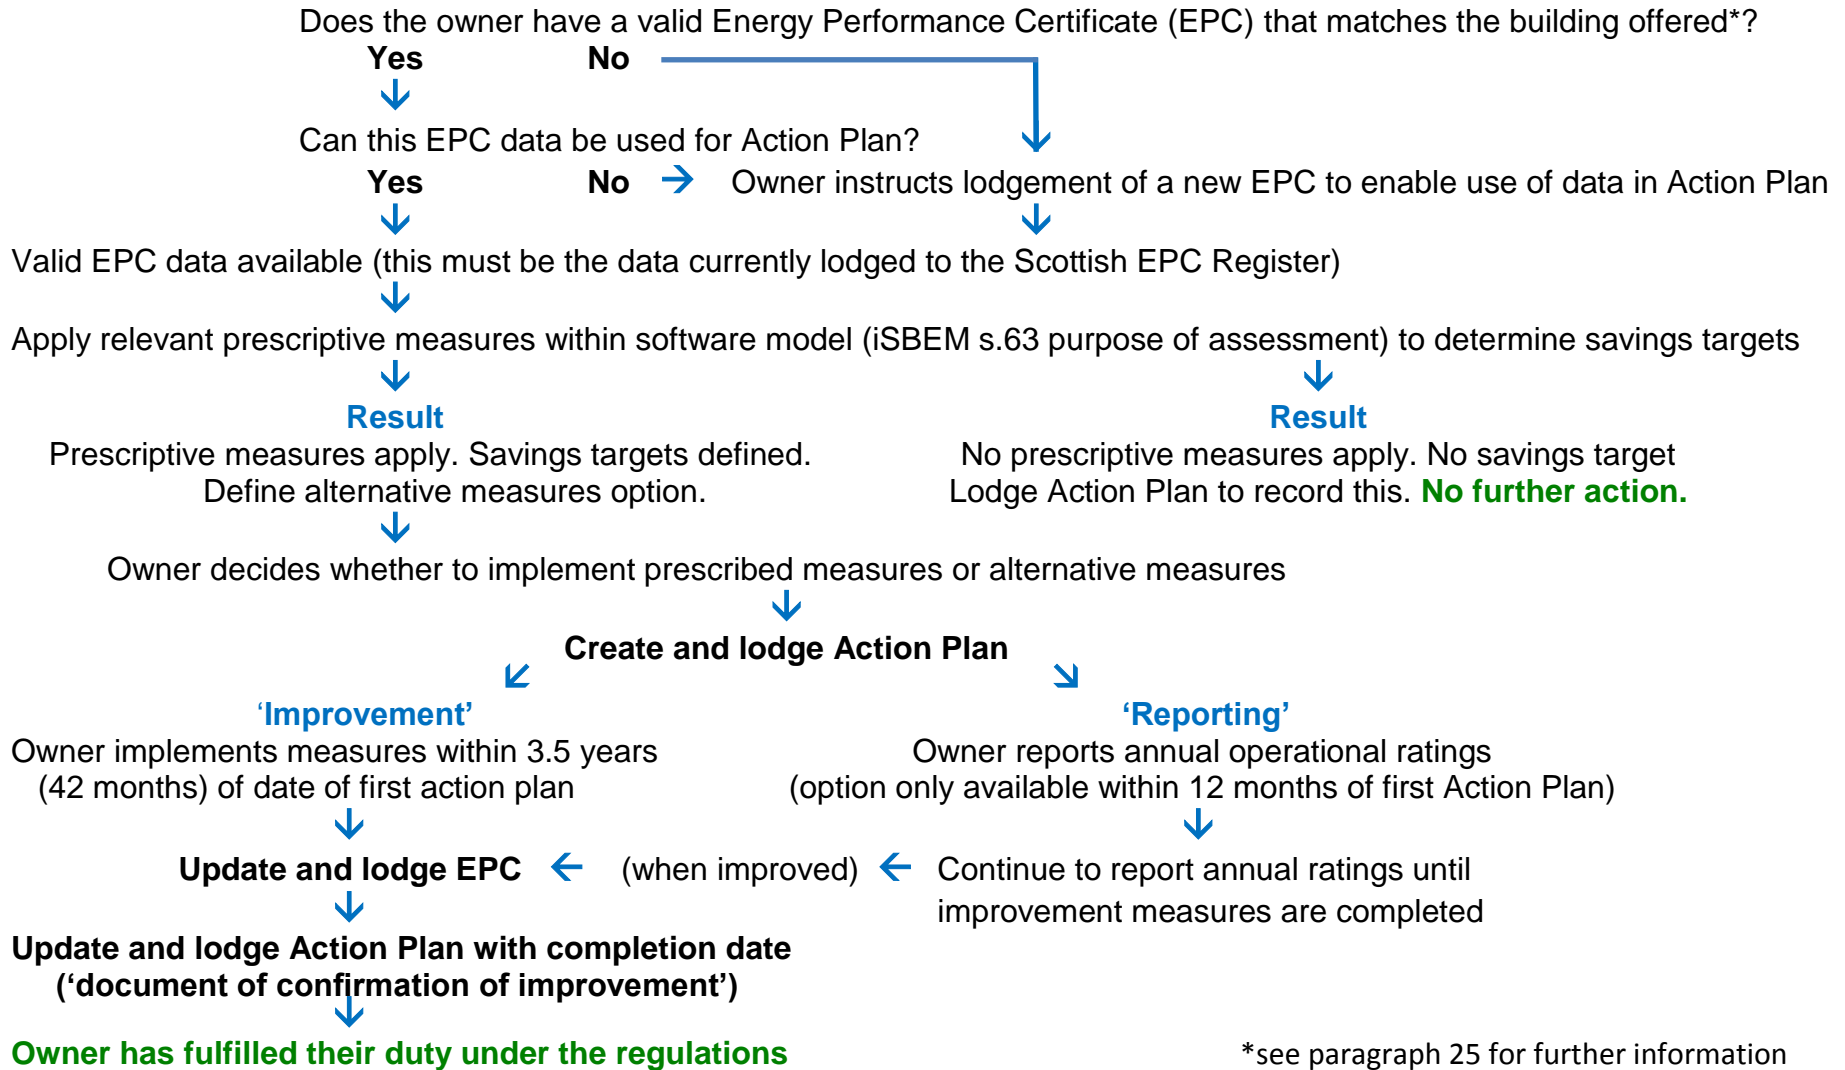 Does the owner have a valid Energy Performance Certificate (EPC) that matches the building offered*?
Yes No
Can this EPC data be used for Action Plan?
Yes No Owner instructs lodgement of a new EPC to enable use of data in Action Plan
Valid EPC data available (this must be the data currently lodged to the Scottish EPC Register)
Apply relevant prescriptive measures within software model (iSBEM s.63 purpose of assessment) to determine savings targets
Result
Prescriptive measures apply. Savings targets defined.
Define alternative measures option.
Result
No prescriptive measures apply. No savings target
Lodge Action Plan to record this. No further action.
Owner decides whether to implement prescribed measures or alternative measures
Create and lodge Action Plan
‘Improvement’
Owner implements measures within 3.5 years
(42 months) of date of first action plan
‘Reporting’
Owner reports annual operational ratings
(option only available within 12 months of first Action Plan)
Update and lodge EPC (when improved) Continue to report annual ratings until
improvement measures are completed
Update and lodge Action Plan with completion date
(‘document of confirmation of improvement’)
Owner has fulfilled their duty under the regulations
*see paragraph 25 for further information